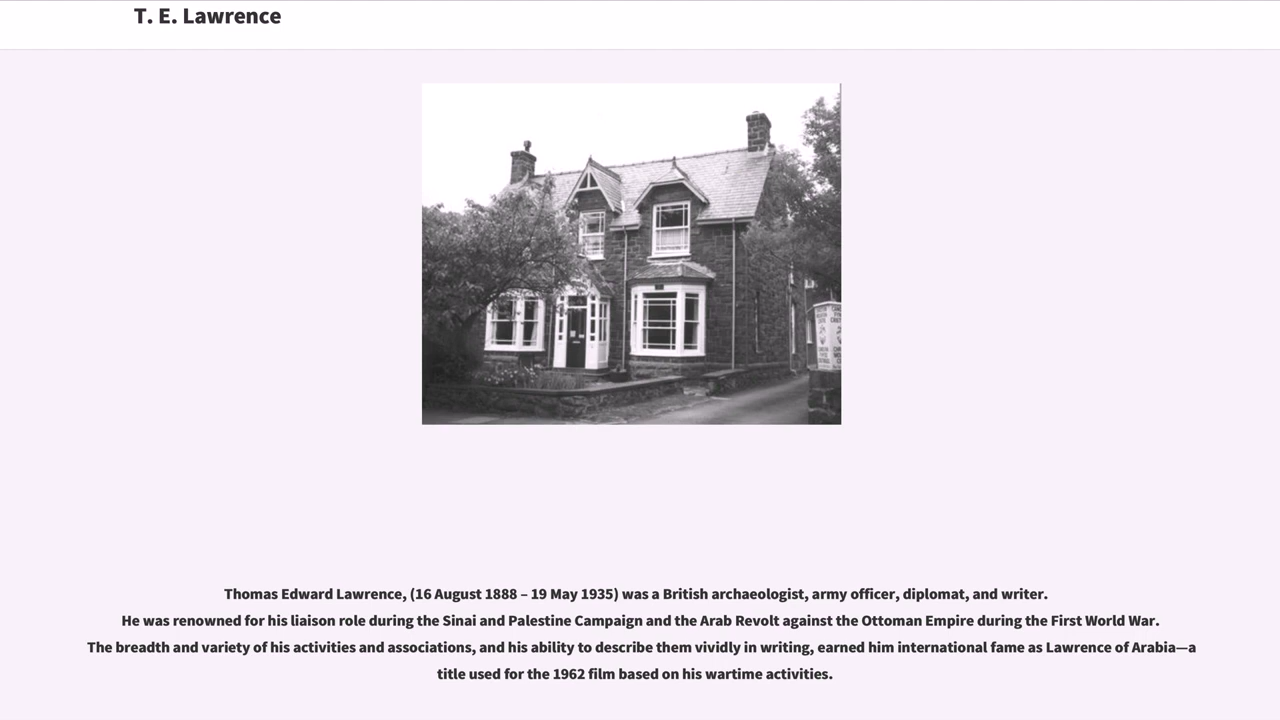 T. E. Lawrence
Thomas Edward Lawrence, (16 August 1888 – 19 May 1935) was a British archaeologist, army officer, diplomat, and writer.
He was renowned for his liaison role during the Sinai and Palestine Campaign and the Arab Revolt against the Ottoman Empire during the First World War.
The breadth and variety of his activities and associations, and his ability to describe them vividly in writing, earned him international fame as Lawrence of Arabia—a
title used for the 1962 film based on his wartime activities.